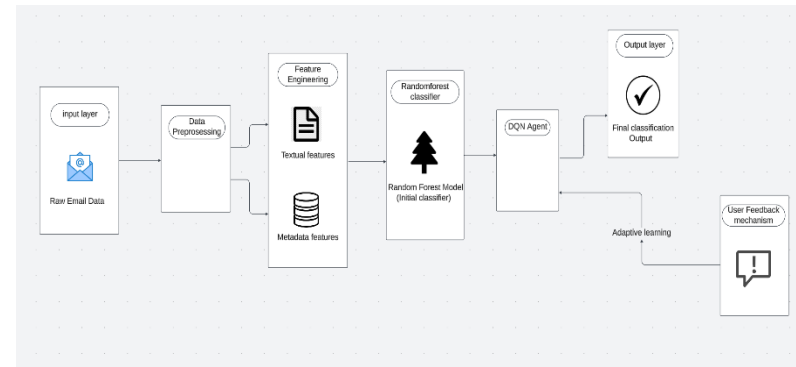 input layer
Raw Email Data
Data
Preprosessing
Feature
Engineering
Textual features
Metadata features
Randomforest
classifier
Random Forest Model
(Initial classifier)
DQN Agent
Output layer
Final classification
Output
Adaptive learning
User Feedback
mechanism